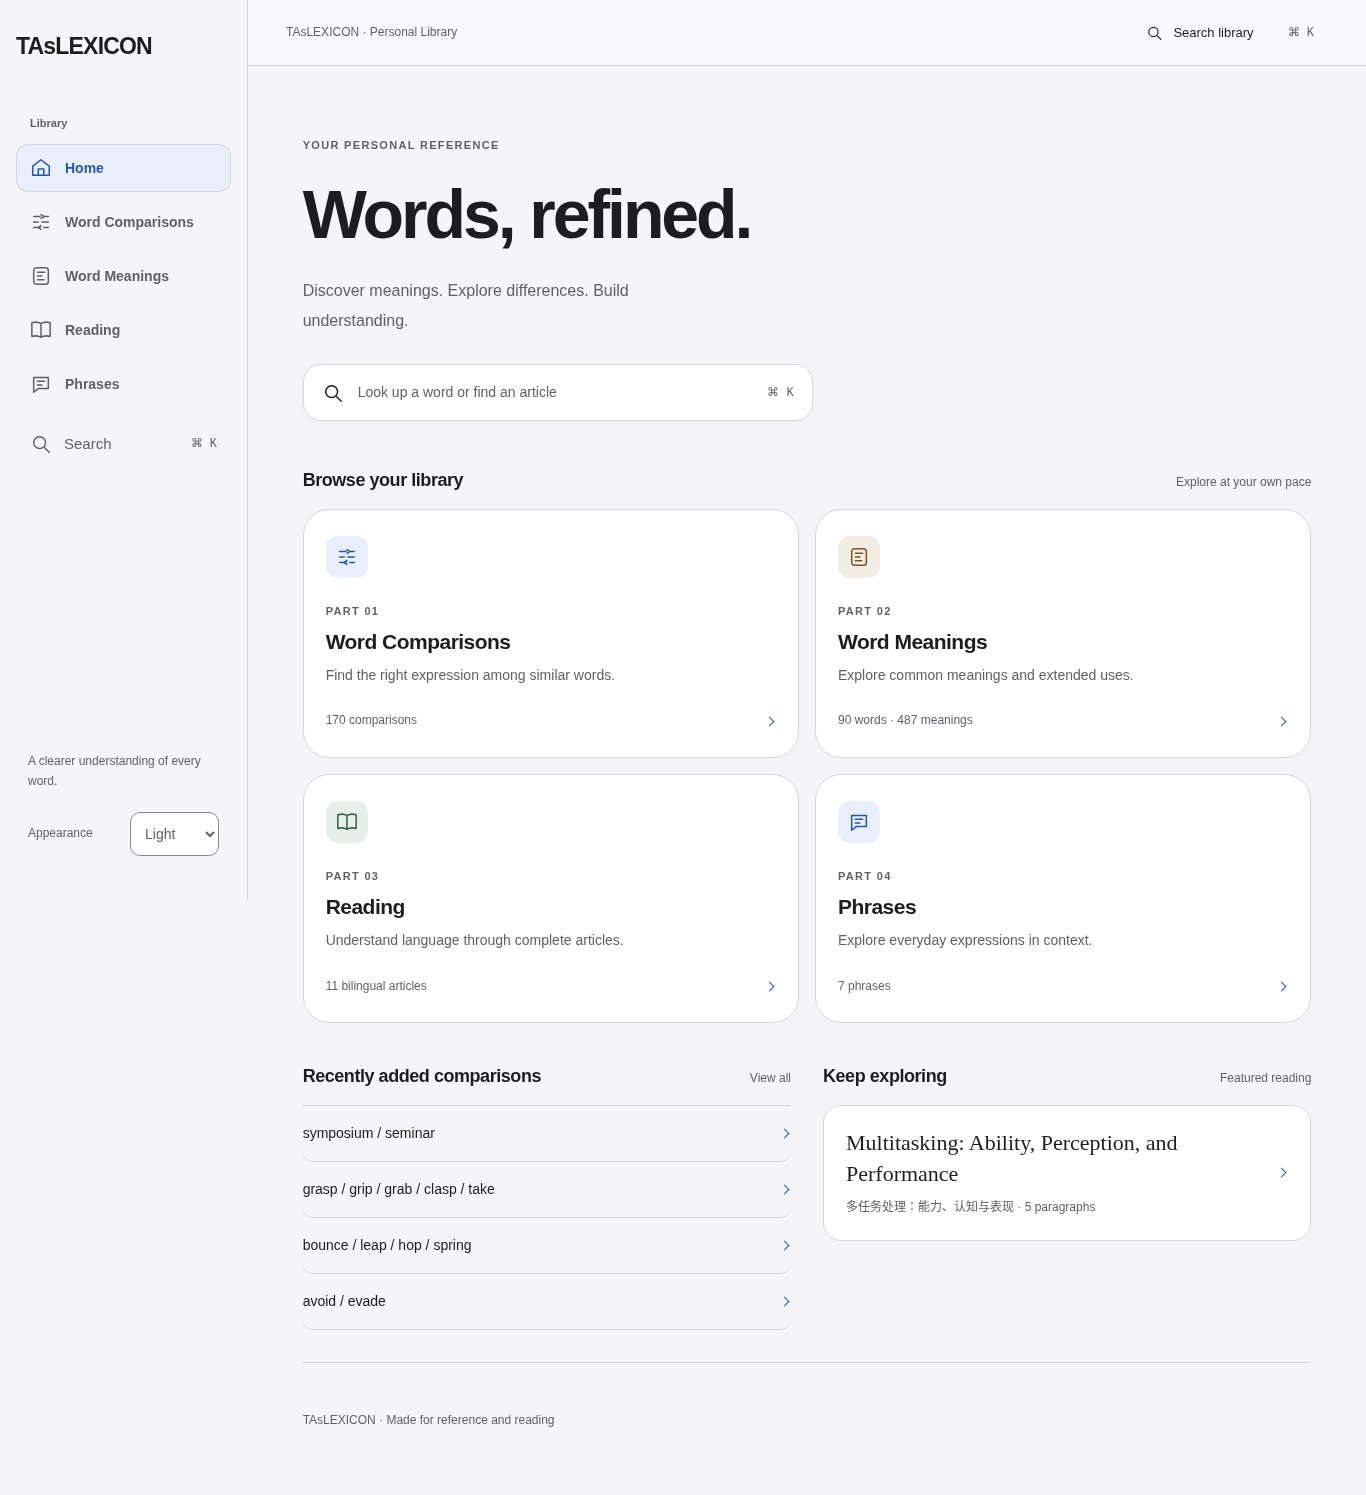 TAsLEXICON
Library
Home
Word Comparisons
Word Meanings
Reading
Phrases
Search ⌘ K
A clearer understanding of every
word.
Appearance Light
TAsLEXICON · Personal Library
Search library ⌘ K
YOUR PERSONAL REFERENCE
Words, refined.
Discover meanings. Explore differences. Build
understanding.
Look up a word or find an article ⌘ K
Browse your library
Explore at your own pace
PART 01
Word Comparisons
Find the right expression among similar words.
170 comparisons
PART 02
Word Meanings
Explore common meanings and extended uses.
90 words · 487 meanings
PART 03
Reading
Understand language through complete articles.
11 bilingual articles
PART 04
Phrases
Explore everyday expressions in context.
7 phrases
Recently added comparisons
View all
symposium / seminar
grasp / grip / grab / clasp / take
bounce / leap / hop / spring
avoid / evade
Keep exploring
Featured reading
Multitasking: Ability, Perception, and
Performance
多任务处理：能力、认知与表现 · 5 paragraphs
TAsLEXICON · Made for reference and reading